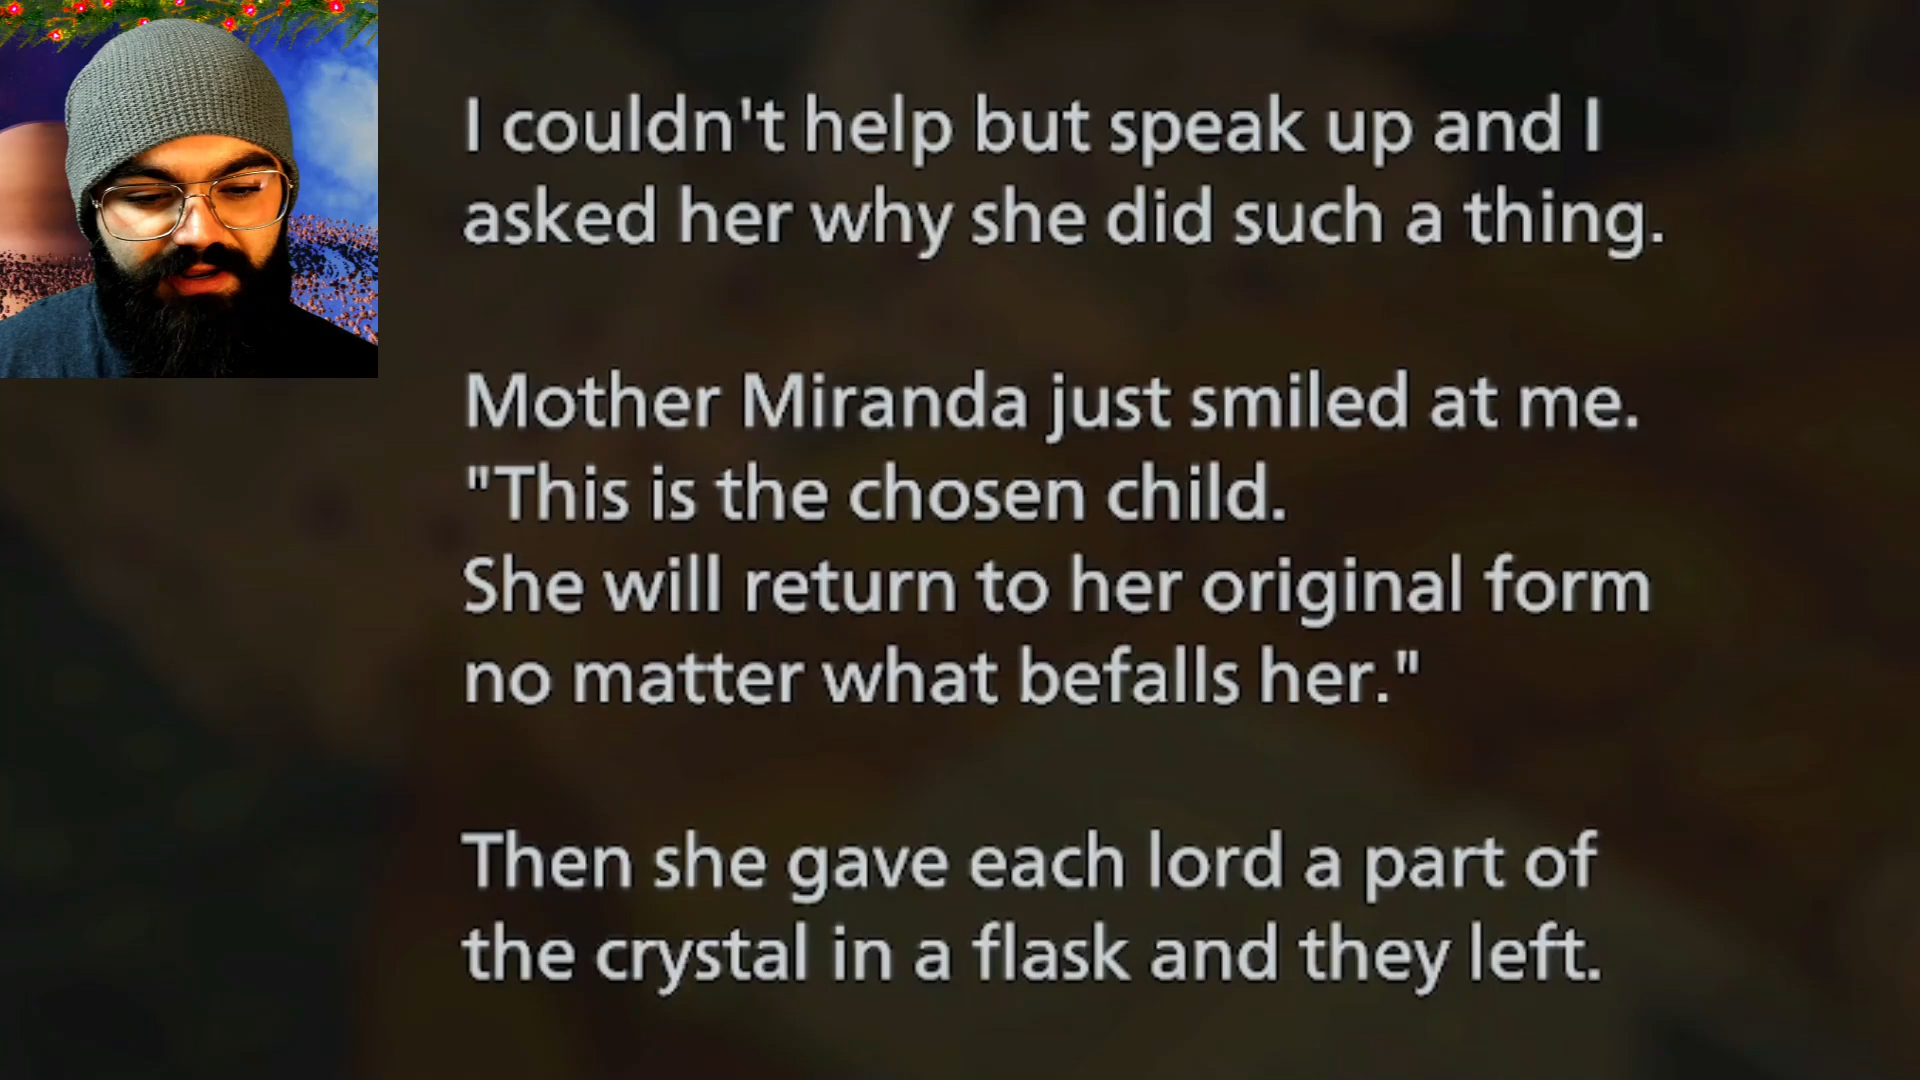 I couldn't help but speak up and I
asked her why she did such a thing.
Mother Miranda just smiled at me.
"This is the chosen child.
She will return to her original form
no matter what befalls her."
Then she gave each lord a part of
the crystal in a flask and they left.